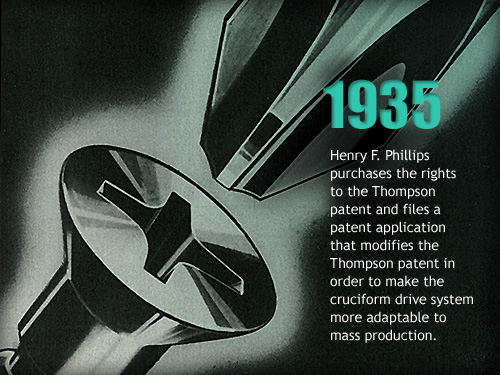 1935
Henry F. Phillips
purchases the rights
to the Thompson
patent and files a
patent application
that modifies the
Thompson patent in
order to make the
cruciform drive system
more adaptable to
mass production.